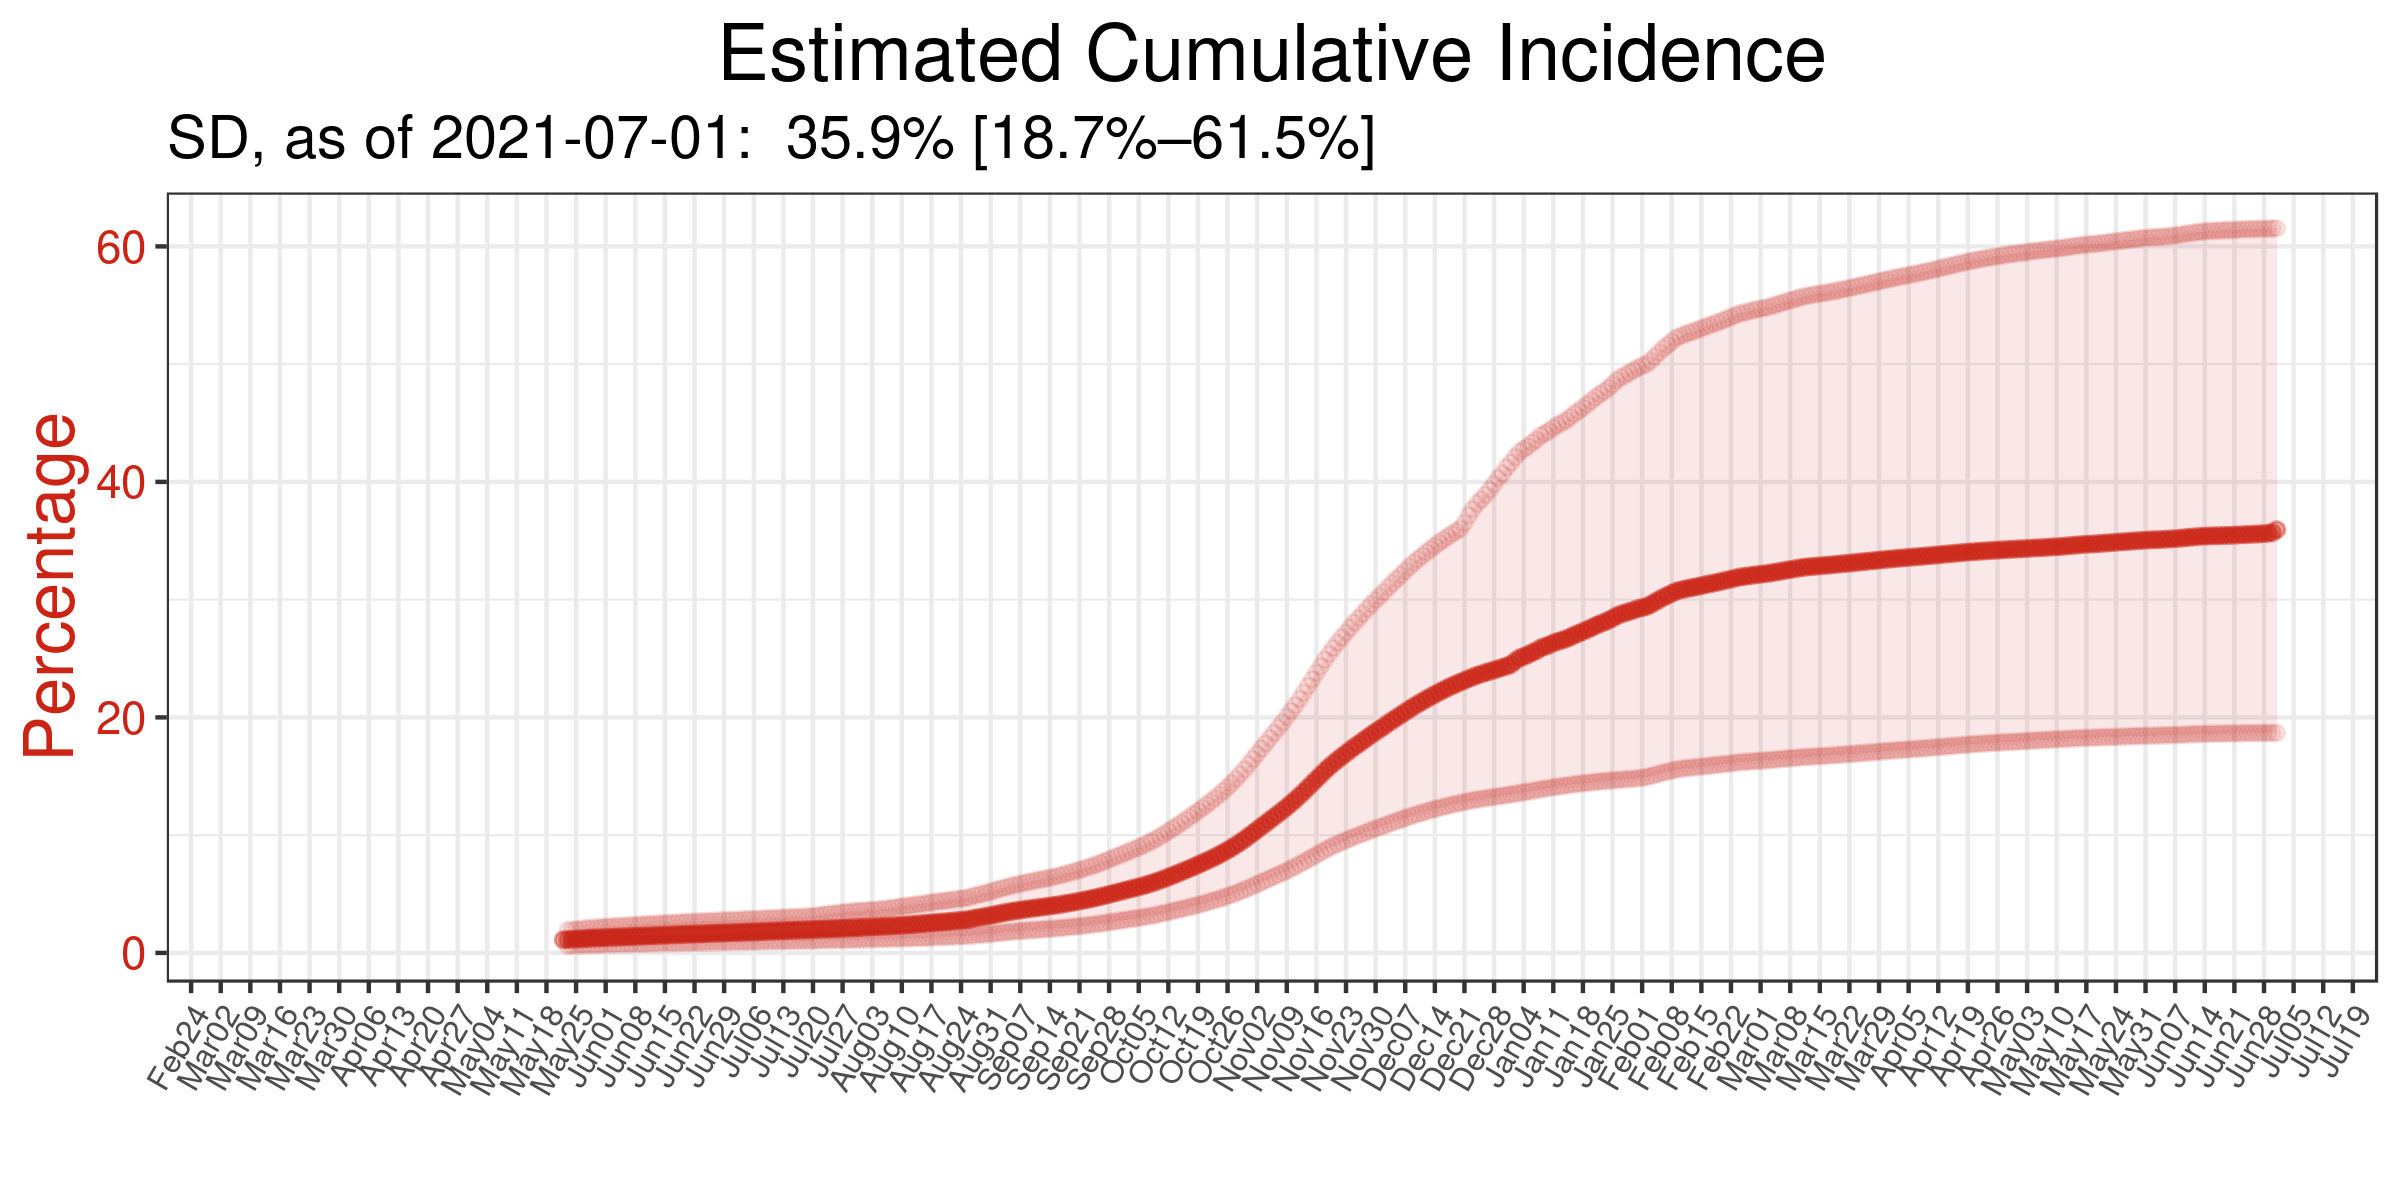 Estimated Cumulative Incidence
SD, as of 2021-07-01:  35.9% [18.7%–61.5%]
Percentage
60
40
20
0
Feb24
Mar02
Mar09
Mar16
Mar23
Mar30
Apr06
Apr13
Apr20
Apr27
May04
May11
May18
May25
Jun01
Jun08
Jun15
Jun22
Jun29
Jul06
Jul13
Jul20
Jul27
Aug03
Aug10
Aug17
Aug24
Aug31
Sep07
Sep14
Sep21
Sep28
Oct05
Oct12
Oct19
Oct26
Nov02
Nov09
Nov16
Nov23
Nov30
Dec07
Dec14
Dec21
Dec28
Jan04
Jan11
Jan18
Jan25
Feb01
Feb08
Feb15
Feb22
Mar01
Mar08
Mar15
Mar22
Mar29
Apr05
Apr12
Apr19
Apr26
May03
May10
May17
May24
May31
Jun07
Jun14
Jun21
Jun28
Jul05
Jul12
Jul19